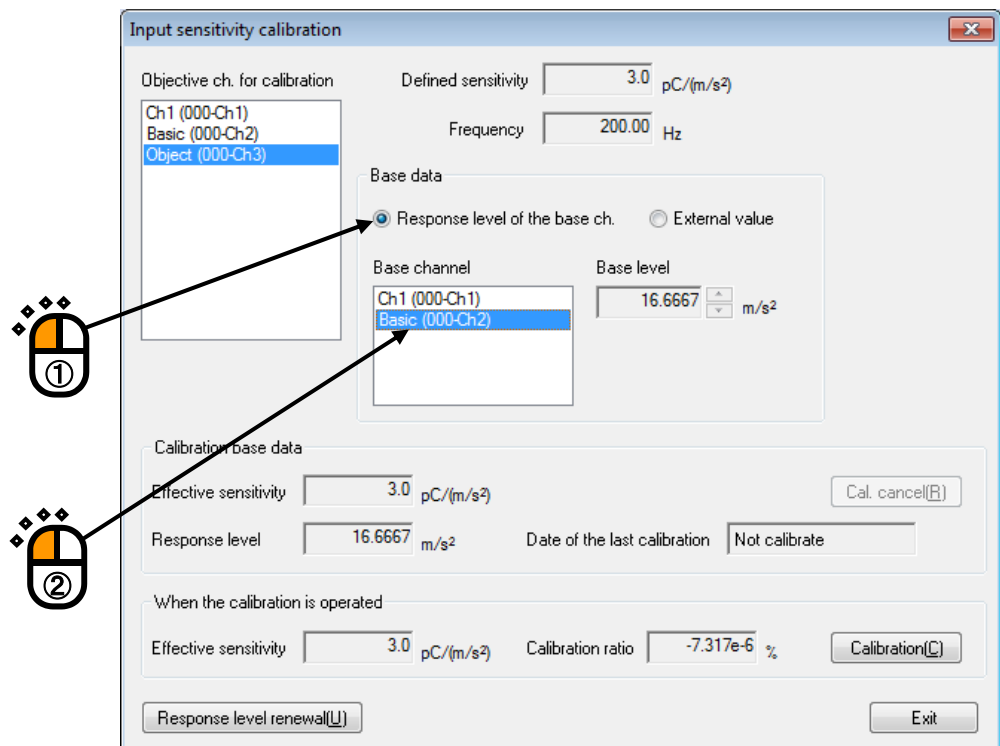 Input sensitivity calibration
Objective ch. for calibration
Ch1 (000-Ch1)
Basic (000-Ch2)
Object (000-Ch3)
Defined sensitivity 3.0 pC/(m/s²)
Frequency 200.00 Hz
Base data
Response level of the base ch. External value
Base channel Base level
Ch1 (000-Ch1)
Basic (000-Ch2)
16.6667 m/s²
①
Calibration base data
Effective sensitivity 3.0 pC/(m/s²) Cal. cancel(R)
Response level 16.6667 m/s² Date of the last calibration Not calibrate
②
When the calibration is operated
Effective sensitivity 3.0 pC/(m/s²) Calibration ratio -7.317e-6 % Calibration(C)
Response level renewal(U) Exit